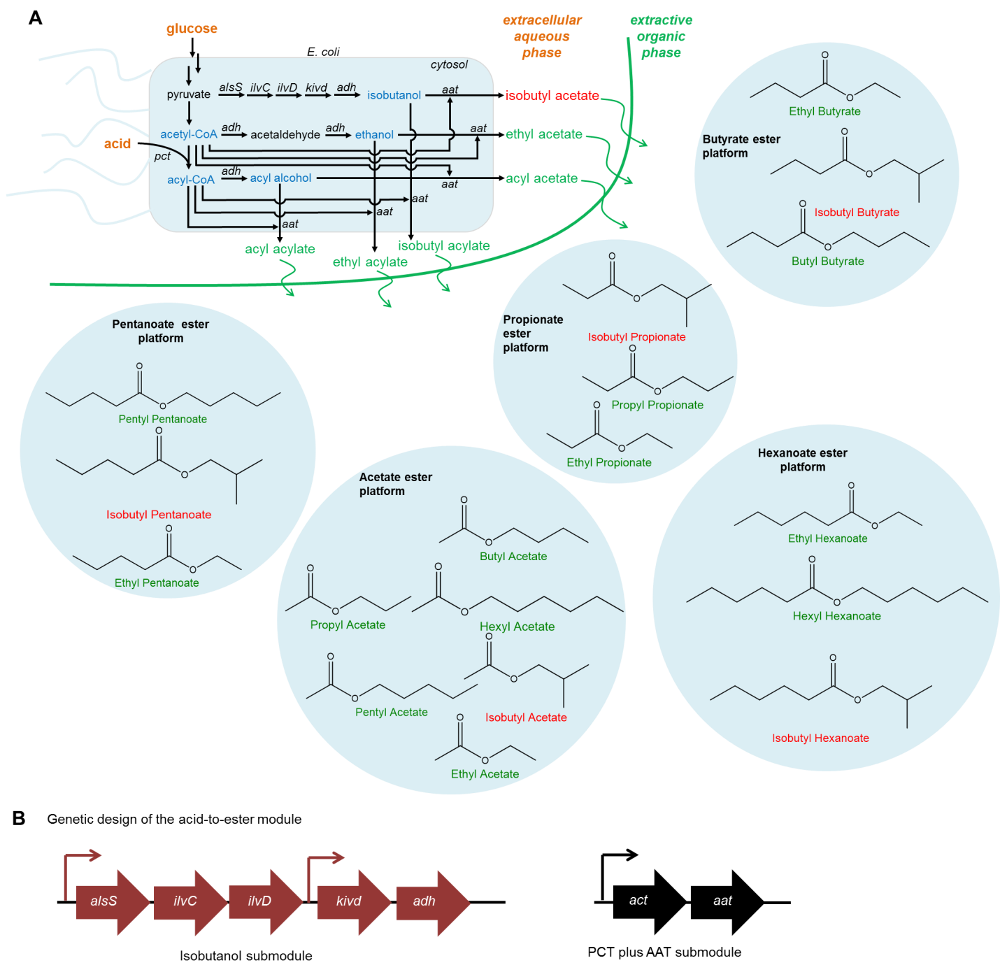 A
glucose
extracellular
aqueous
phase
extractive
organic
phase
E. coli
cytosol
pyruvate
alsS
ilvC
ilvD
kivd
adh
isobutanol
aat
isobutyl acetate
acetyl-CoA
adh
acetaldehyde
adh
ethanol
aat
ethyl acetate
acid
pct
acyl-CoA
adh
acyl alcohol
aat
acyl acetate
aat
aat
aat
acyl acylate
ethyl acylate
isobutyl acylate
O
O
Ethyl Butyrate
Butyrate ester
platform
O
O
Isobutyl Butyrate
O
O
Butyl Butyrate
Propionate
ester
platform
O
O
Isobutyl Propionate
O
O
Propyl Propionate
O
O
Ethyl Propionate
Pentanoate ester
platform
O
O
Pentyl Pentanoate
O
O
Isobutyl Pentanoate
O
O
Ethyl Pentanoate
Acetate ester
platform
O
O
Butyl Acetate
O
O
Propyl Acetate
O
O
Hexyl Acetate
O
O
Pentyl Acetate
O
O
Isobutyl Acetate
O
O
Ethyl Acetate
Hexanoate ester
platform
O
O
Ethyl Hexanoate
O
O
Hexyl Hexanoate
O
O
Isobutyl Hexanoate
B
Genetic design of the acid-to-ester module
alsS
ilvC
ilvD
kivd
adh
Isobutanol submodule
act
aat
PCT plus AAT submodule